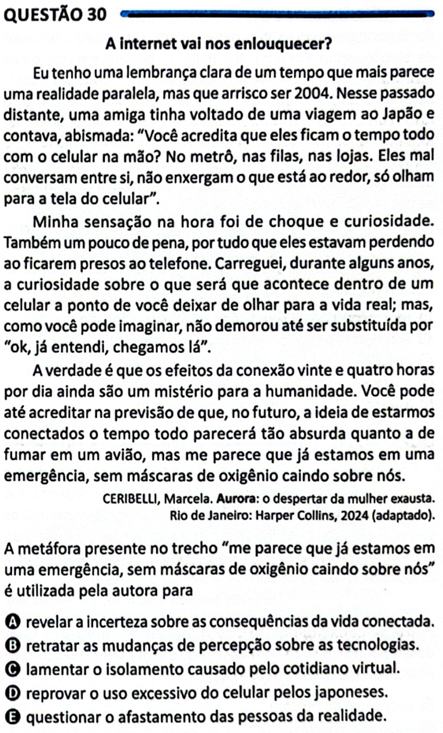 QUESTÃO 30
A internet vai nos enlouquecer?
Eu tenho uma lembrança clara de um tempo que mais parece
uma realidade paralela, mas que arrisco ser 2004. Nesse passado
distante, uma amiga tinha voltado de uma viagem ao Japão e
contava, abismada: “Você acredita que eles ficam o tempo todo
com o celular na mão? No metrô, nas filas, nas lojas. Eles mal
conversam entre si, não enxergam o que está ao redor, só olham
para a tela do celular”.
Minha sensação na hora foi de choque e curiosidade.
Também um pouco de pena, por tudo que eles estavam perdendo
ao ficarem presos ao telefone. Carreguei, durante alguns anos,
a curiosidade sobre o que será que acontece dentro de um
celular a ponto de você deixar de olhar para a vida real; mas,
como você pode imaginar, não demorou até ser substituída por
“ok, já entendi, chegamos lá”.
A verdade é que os efeitos da conexão vinte e quatro horas
por dia ainda são um mistério para a humanidade. Você pode
até acreditar na previsão de que, no futuro, a ideia de estarmos
conectados o tempo todo parecerá tão absurda quanto a de
fumar em um avião, mas me parece que já estamos em uma
emergência, sem máscaras de oxigênio caindo sobre nós.
CERIBELLI, Marcela. Aurora: o despertar da mulher exausta.
Rio de Janeiro: Harper Collins, 2024 (adaptado).
A metáfora presente no trecho “me parece que já estamos em
uma emergência, sem máscaras de oxigênio caindo sobre nós”
é utilizada pela autora para
A revelar a incerteza sobre as consequências da vida conectada.
B retratar as mudanças de percepção sobre as tecnologias.
C lamentar o isolamento causado pelo cotidiano virtual.
D reprovar o uso excessivo do celular pelos japoneses.
E questionar o afastamento das pessoas da realidade.